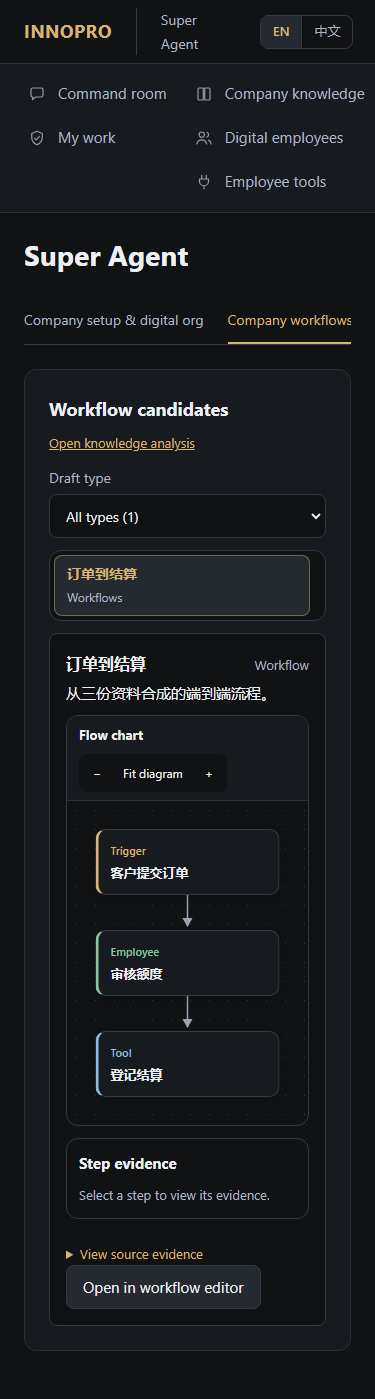 INNOPRO
Super
Agent
EN
中文
Command room
Company knowledge
My work
Digital employees
Employee tools
Super Agent
Company setup & digital org
Company workflows
Workflow candidates
Open knowledge analysis
Draft type
All types (1)
订单到结算
Workflows
订单到结算
Workflow
从三份资料合成的端到端流程。
Flow chart
−
Fit diagram
+
Trigger
客户提交订单
Employee
审核额度
Tool
登记结算
Step evidence
Select a step to view its evidence.
View source evidence
Open in workflow editor